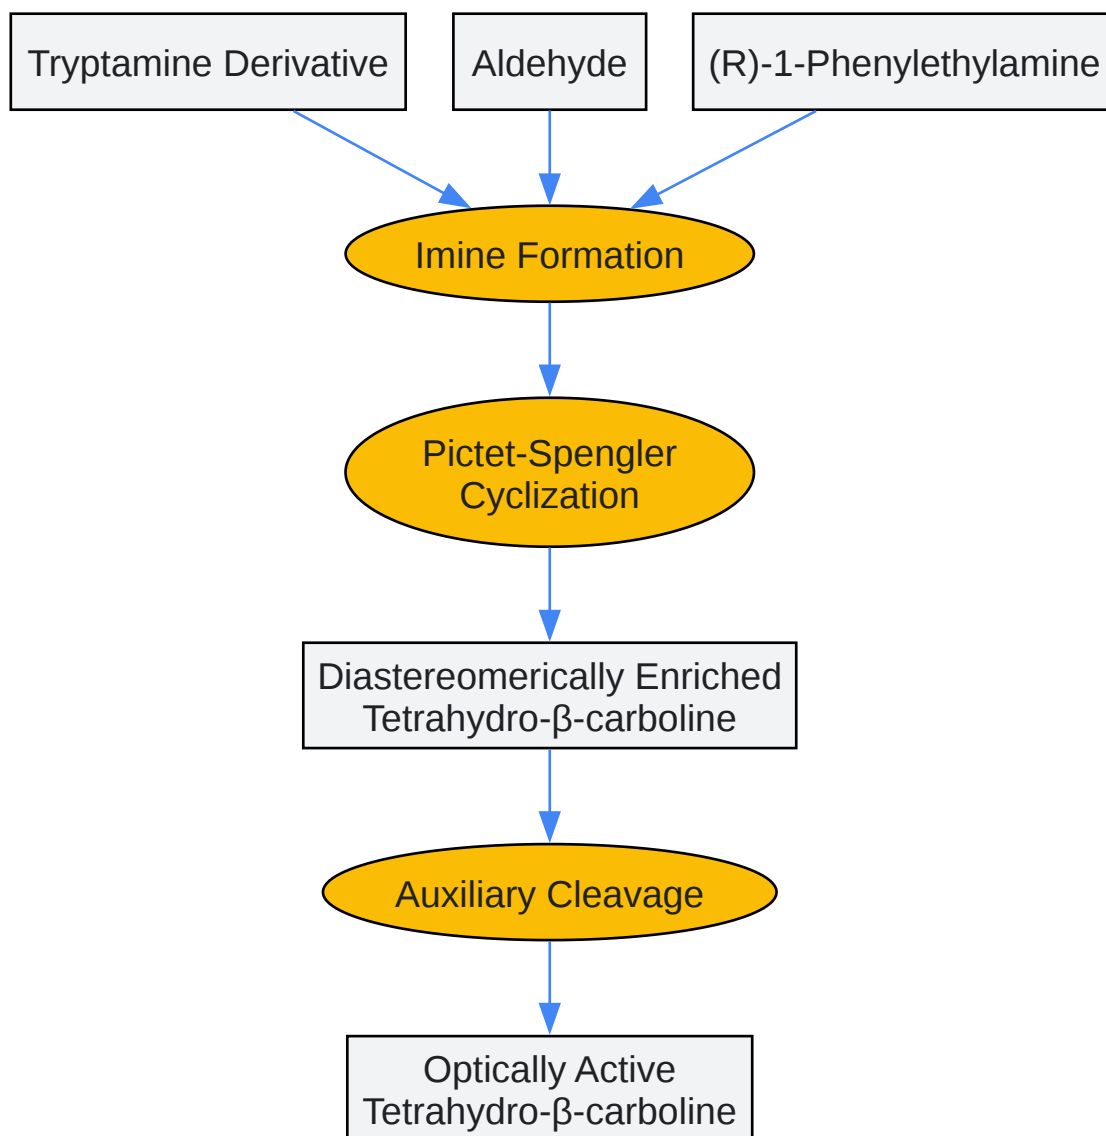 Tryptamine Derivative
Aldehyde
(R)-1-Phenylethylamine
Imine Formation
Pictet-Spengler
Cyclization
Diastereomerically Enriched
Tetrahydro-β-carboline
Auxiliary Cleavage
Optically Active
Tetrahydro-β-carboline